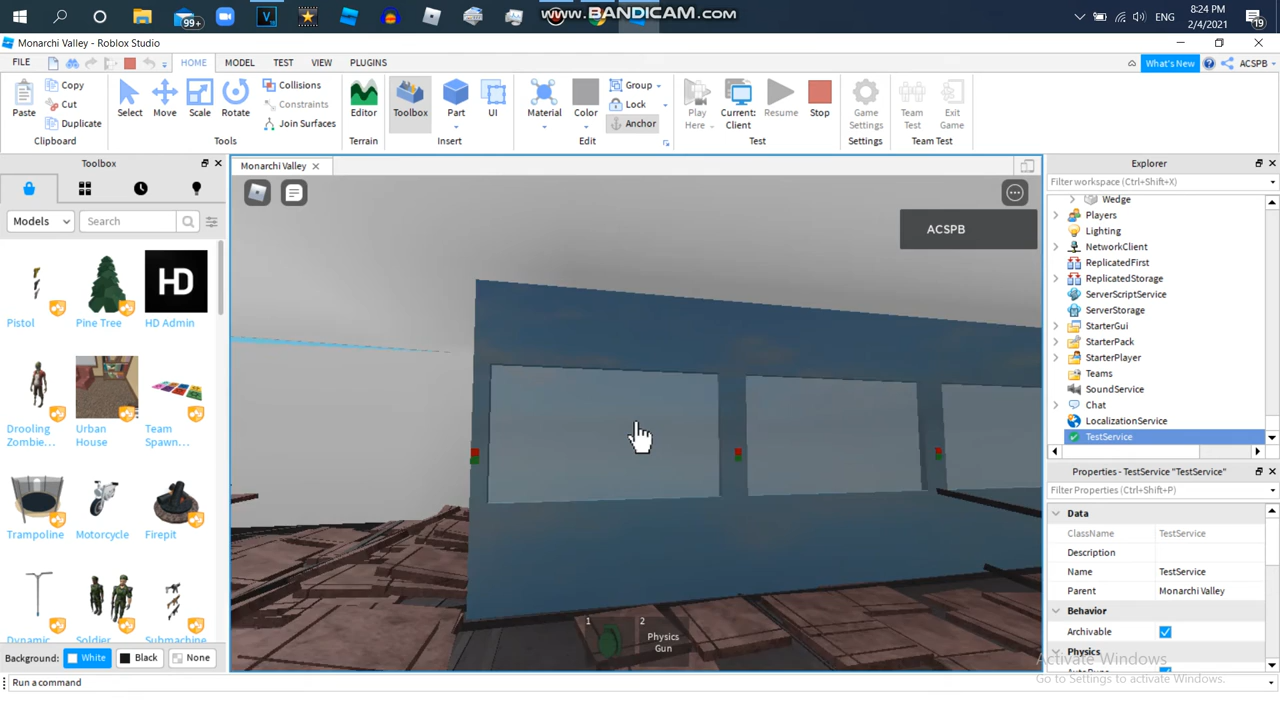 99+
www.BANDICAM.com
ENG
8:24 PM
2/4/2021
19
Monarchi Valley - Roblox Studio
FILE
HOME
MODEL
TEST
VIEW
PLUGINS
What's New
ACSPB
Paste
Copy
Cut
Duplicate
Clipboard
Select
Move
Scale
Rotate
Collisions
Constraints
Join Surfaces
Tools
Editor
Terrain
Toolbox
Part
UI
Insert
Material
Color
Group
Lock
Anchor
Edit
Play
Here
Current:
Client
Resume
Stop
Test
Game
Settings
Settings
Team
Test
Exit
Game
Team Test
Toolbox
Models
Search
Pistol
Pine Tree
HD
HD Admin
Drooling
Zombie...
Urban
House
Team
Spawn...
Trampoline
Motorcycle
Firepit
Dynamic
Soldier
Submachine
Background:
White
Black
None
Run a command
Monarchi Valley
ACSPB
1
2
Physics
Gun
Explorer
Filter workspace (Ctrl+Shift+X)
Wedge
Players
Lighting
NetworkClient
ReplicatedFirst
ReplicatedStorage
ServerScriptService
ServerStorage
StarterGui
StarterPack
StarterPlayer
Teams
SoundService
Chat
LocalizationService
TestService
Properties - TestService "TestService"
Filter Properties (Ctrl+Shift+P)
Data
ClassName TestService
Description
Name TestService
Parent Monarchi Valley
Behavior
Archivable
Physics
Activate Windows
Go to Settings to activate Windows.